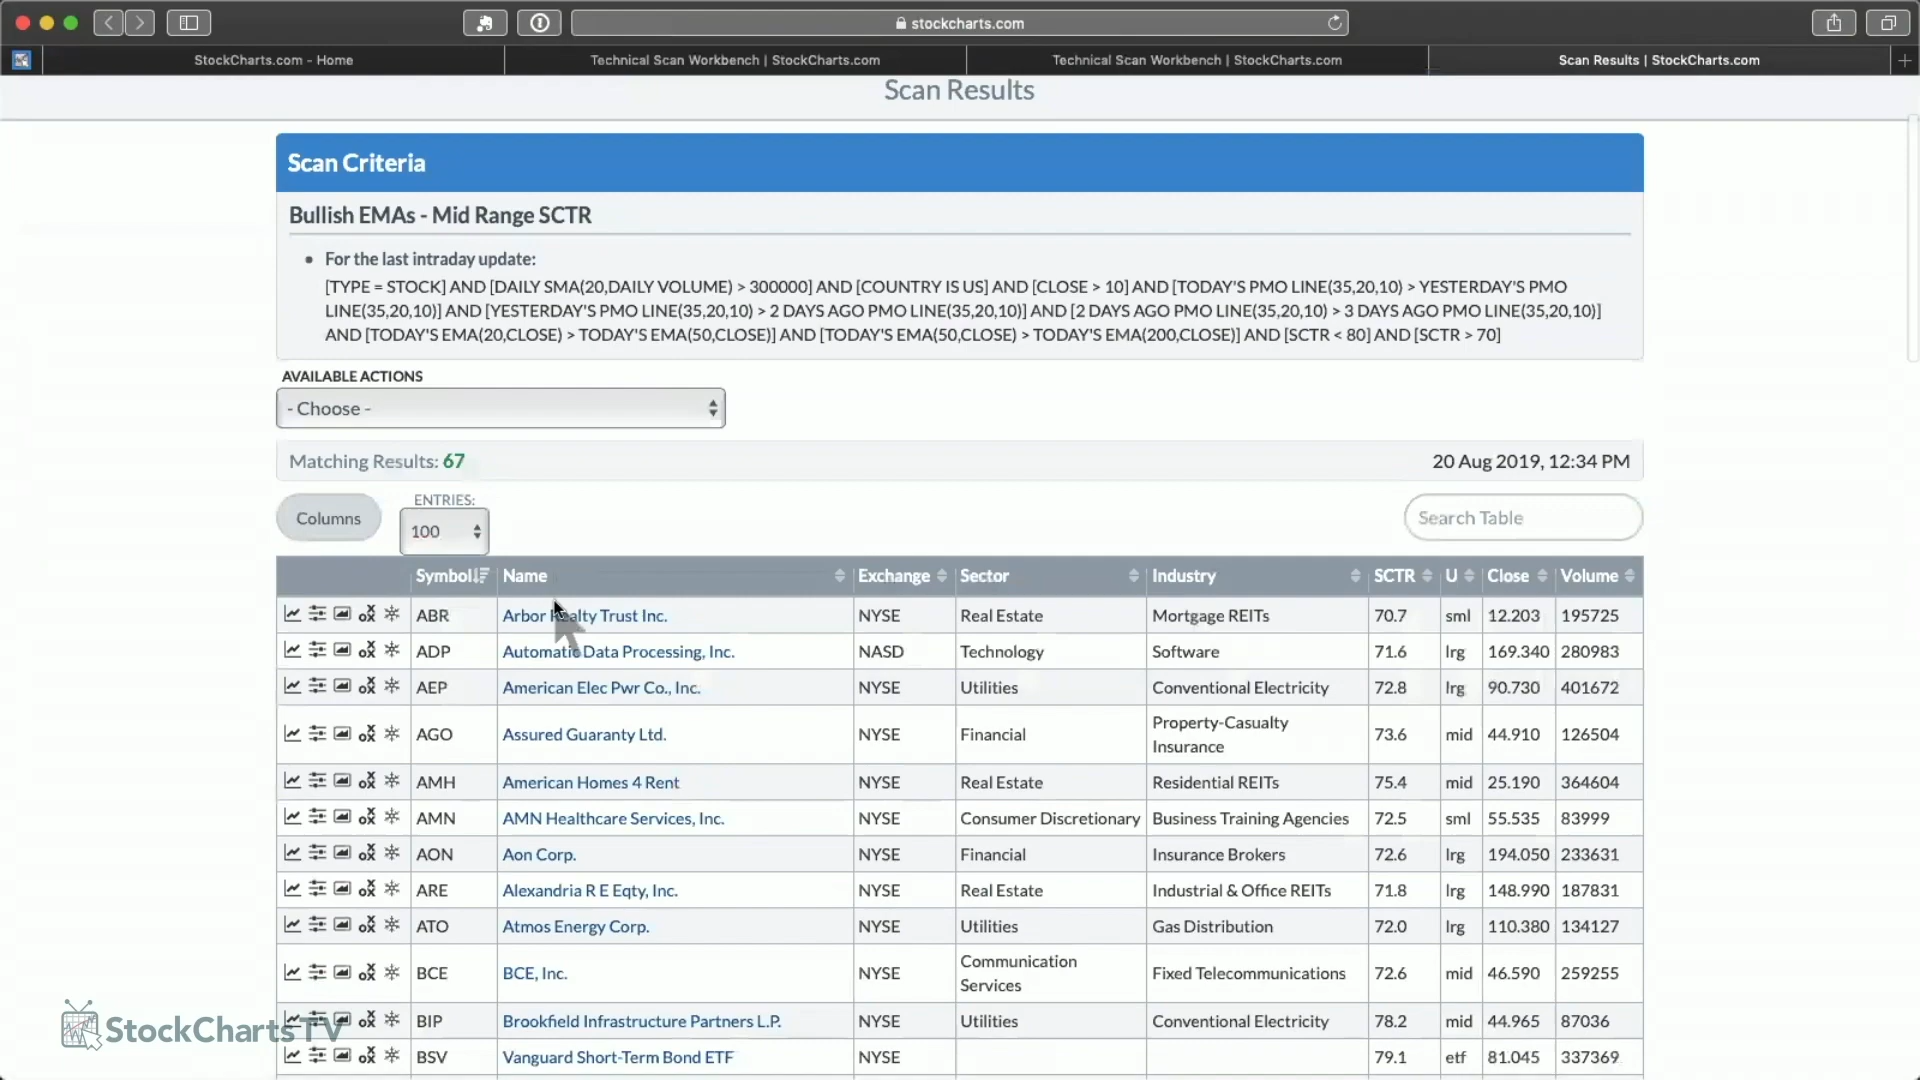 stockcharts.com
StockCharts.com - Home
Technical Scan Workbench | StockCharts.com
Technical Scan Workbench | StockCharts.com
Scan Results | StockCharts.com
Scan Results
Scan Criteria
Bullish EMAs - Mid Range SCTR
• For the last intraday update:
[TYPE = STOCK] AND [DAILY SMA(20,DAILY VOLUME) > 300000] AND [COUNTRY IS US] AND [CLOSE > 10] AND [TODAY'S PMO LINE(35,20,10) > YESTERDAY'S PMO
LINE(35,20,10)] AND [YESTERDAY'S PMO LINE(35,20,10) > 2 DAYS AGO PMO LINE(35,20,10)] AND [2 DAYS AGO PMO LINE(35,20,10) > 3 DAYS AGO PMO LINE(35,20,10)]
AND [TODAY'S EMA(20,CLOSE) > TODAY'S EMA(50,CLOSE)] AND [TODAY'S EMA(50,CLOSE) > TODAY'S EMA(200,CLOSE)] AND [SCTR < 80] AND [SCTR > 70]
AVAILABLE ACTIONS
- Choose -
Matching Results: 67 20 Aug 2019, 12:34 PM
Columns ENTRIES: 100 Search Table
Symbol Name Exchange Sector Industry SCTR U Close Volume
ABR Arbor Realty Trust Inc. NYSE Real Estate Mortgage REITs 70.7 sml 12.203 195725
ADP Automatic Data Processing, Inc. NASD Technology Software 71.6 lrg 169.340 280983
AEP American Elec Pwr Co., Inc. NYSE Utilities Conventional Electricity 72.8 lrg 90.730 401672
AGO Assured Guaranty Ltd. NYSE Financial Property-Casualty Insurance 73.6 mid 44.910 126504
AMH American Homes 4 Rent NYSE Real Estate Residential REITs 75.4 mid 25.190 364604
AMN AMN Healthcare Services, Inc. NYSE Consumer Discretionary Business Training Agencies 72.5 sml 55.535 83999
AON Aon Corp. NYSE Financial Insurance Brokers 72.6 lrg 194.050 233631
ARE Alexandria R E Eqty, Inc. NYSE Real Estate Industrial & Office REITs 71.8 lrg 148.990 187831
ATO Atmos Energy Corp. NYSE Utilities Gas Distribution 72.0 lrg 110.380 134127
BCE BCE, Inc. NYSE Communication Services Fixed Telecommunications 72.6 mid 46.590 259255
BIP Brookfield Infrastructure Partners L.P. NYSE Utilities Conventional Electricity 78.2 mid 44.965 87036
BSV Vanguard Short-Term Bond ETF NYSE 79.1 etf 81.045 337369
StockChartsTV